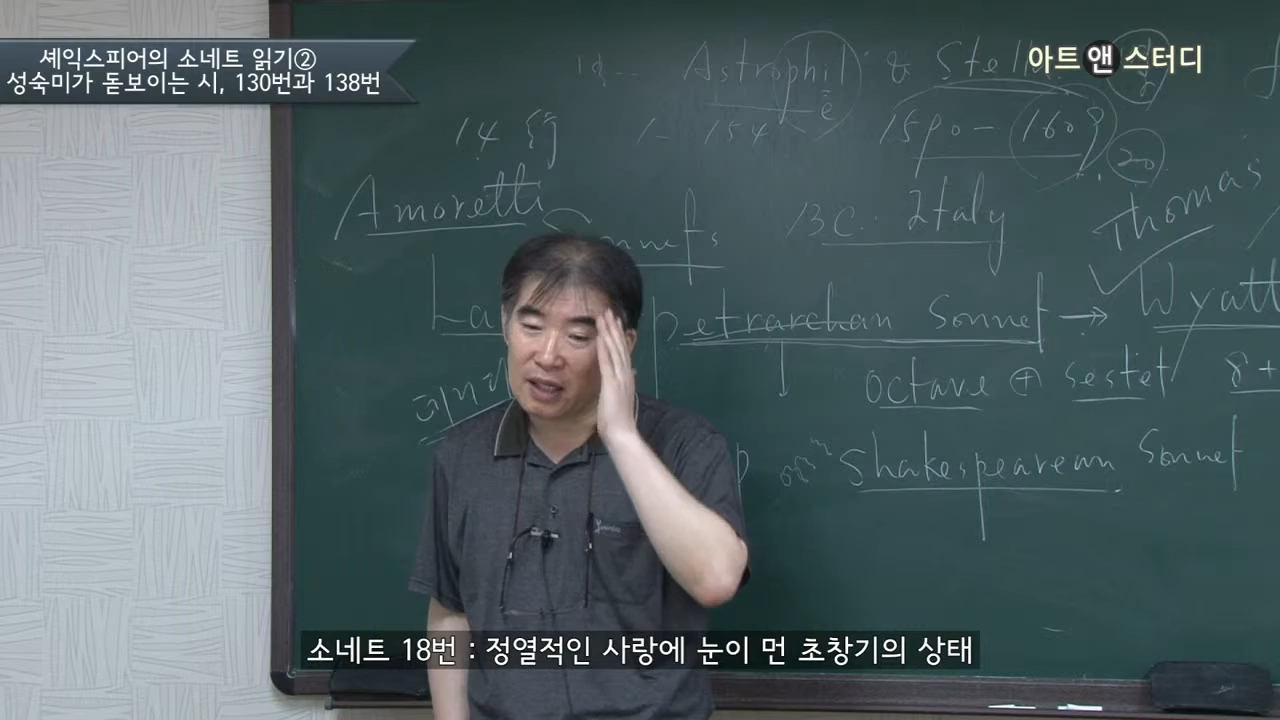 셰익스피어의 소네트 읽기②
성숙미가 돋보이는 시, 130번과 138번
아트앤스터디
Astrophil & Stella
14행 1-154 1590-1609
20
Amoretti Sonnets 13C. Italy Thomas
La petrarchan Sonnet → Wyatt
octave + sestet 8+
Shakespearean Sonnet
소네트 18번 : 정열적인 사랑에 눈이 먼 초창기의 상태